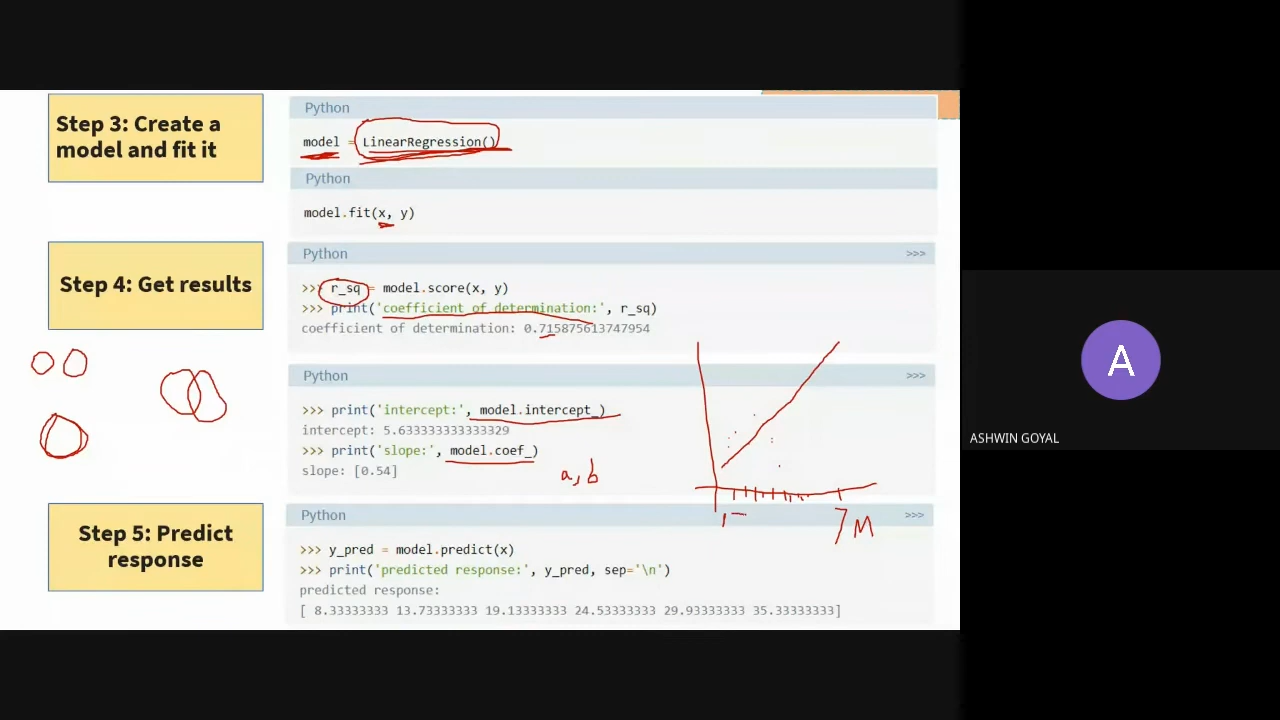 Step 3: Create a
model and fit it
Python
model = LinearRegression()
Python
model.fit(x, y)
Step 4: Get results
Python
>>>
>>> r_sq = model.score(x, y)
>>> print('coefficient of determination:', r_sq)
coefficient of determination: 0.715875613747954
Python
>>>
>>> print('intercept:', model.intercept_)
intercept: 5.633333333333329
>>> print('slope:', model.coef_)
slope: [0.54]
a, b
7 M
Step 5: Predict
response
Python
>>>
>>> y_pred = model.predict(x)
>>> print('predicted response:', y_pred, sep='\n')
predicted response:
[ 8.33333333 13.73333333 19.13333333 24.53333333 29.93333333 35.33333333]
A
ASHWIN GOYAL